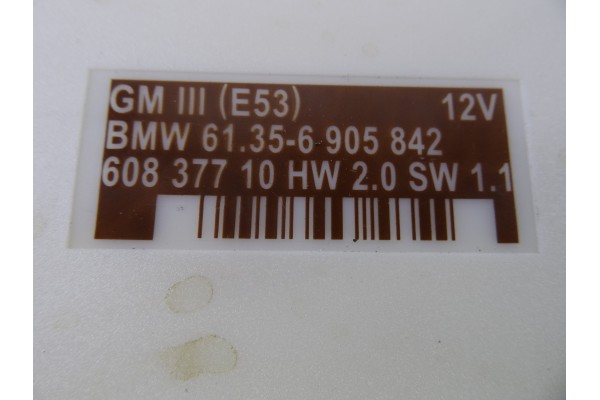 GM III (E53) 12V
BMW 61.35-6 905 842
608 377 10 HW 2.0 SW 1.1